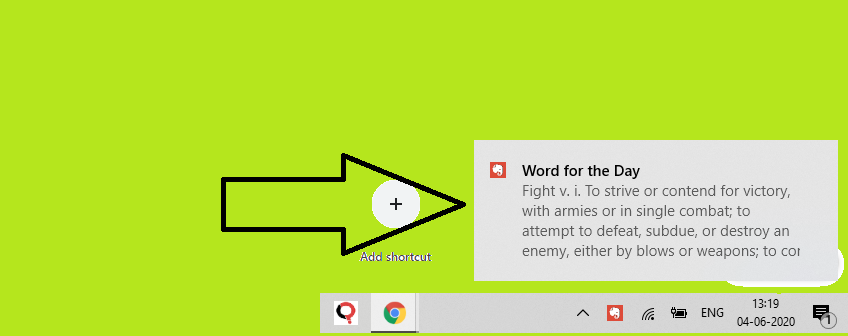 Word for the Day
Fight v. i. To strive or contend for victory,
with armies or in single combat; to
attempt to defeat, subdue, or destroy an
enemy, either by blows or weapons; to cor
Add shortcut
ENG
13:19
04-06-2020
1